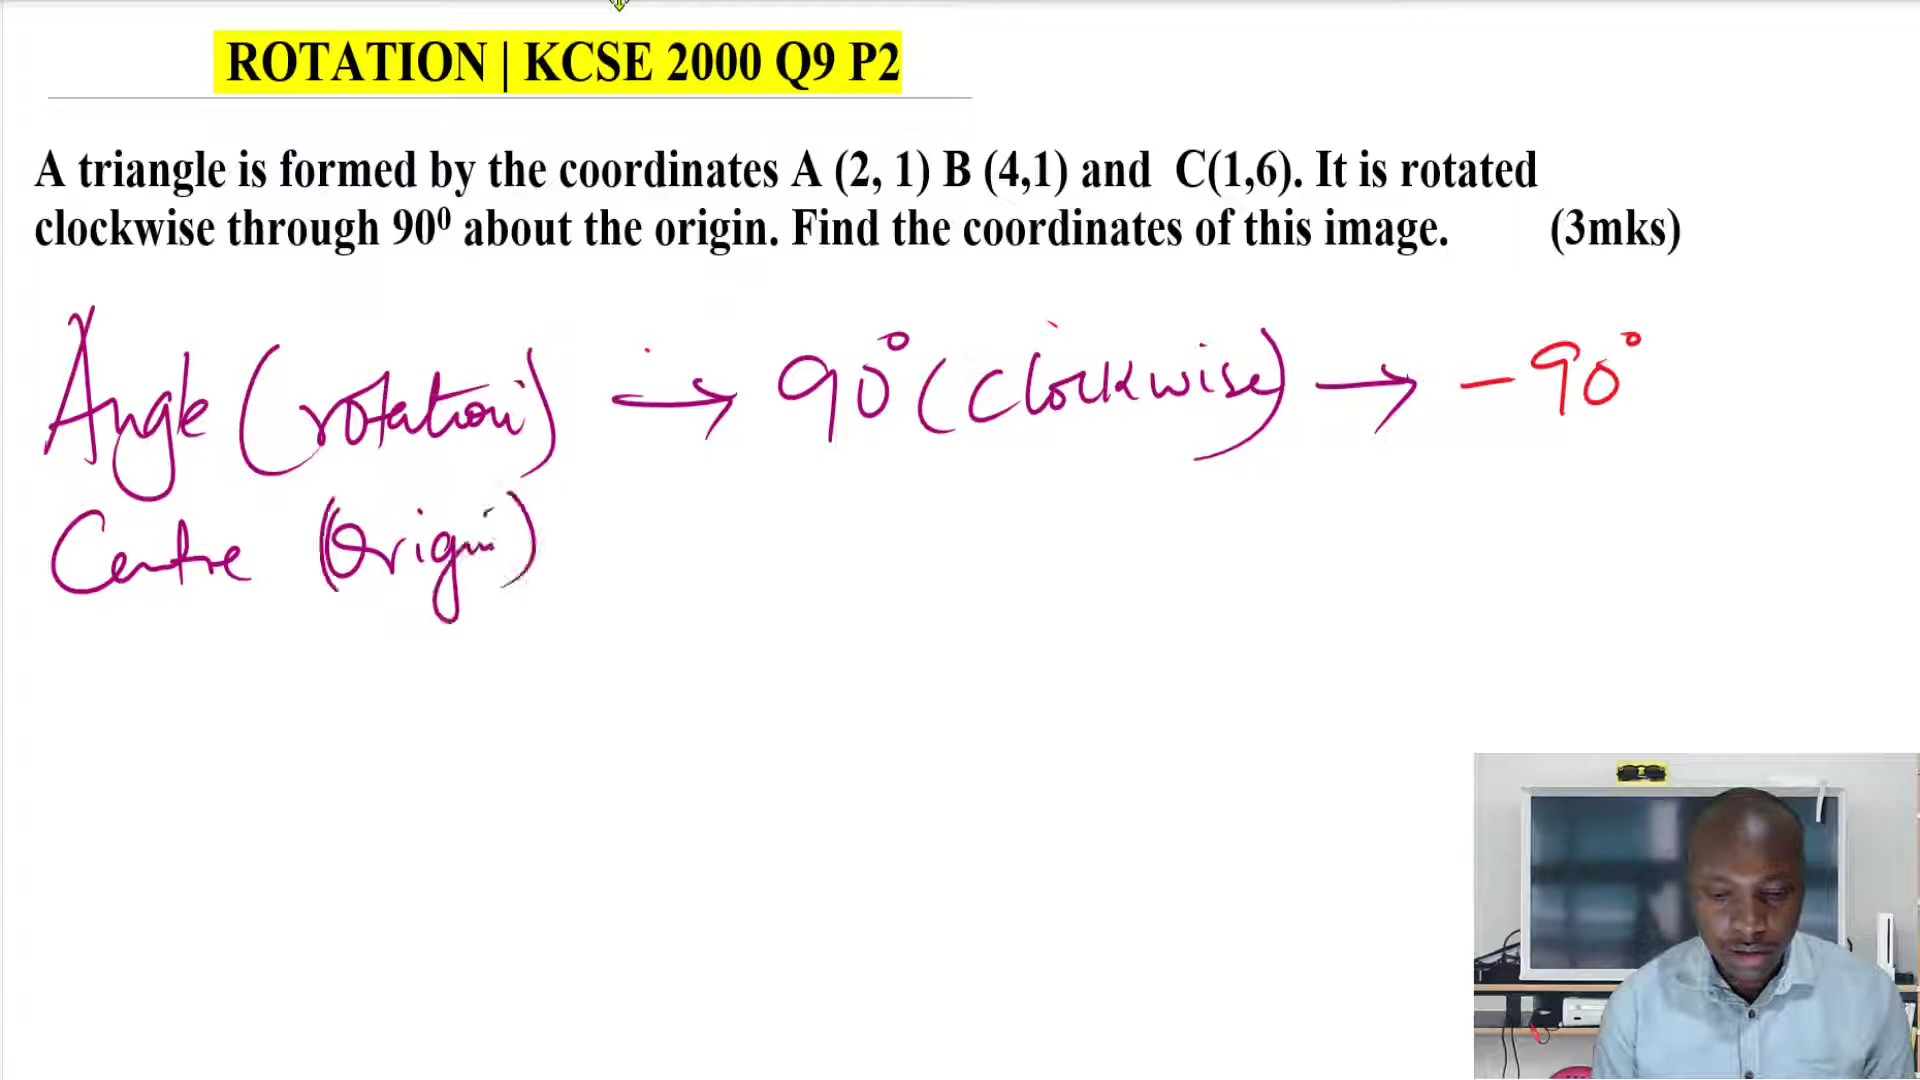 ROTATION | KCSE 2000 Q9 P2
A triangle is formed by the coordinates A (2, 1) B (4,1) and C(1,6). It is rotated
clockwise through 90⁰ about the origin. Find the coordinates of this image. (3mks)
Angle (rotation) → 90° (Clockwise) → -90°
Centre (Origin)